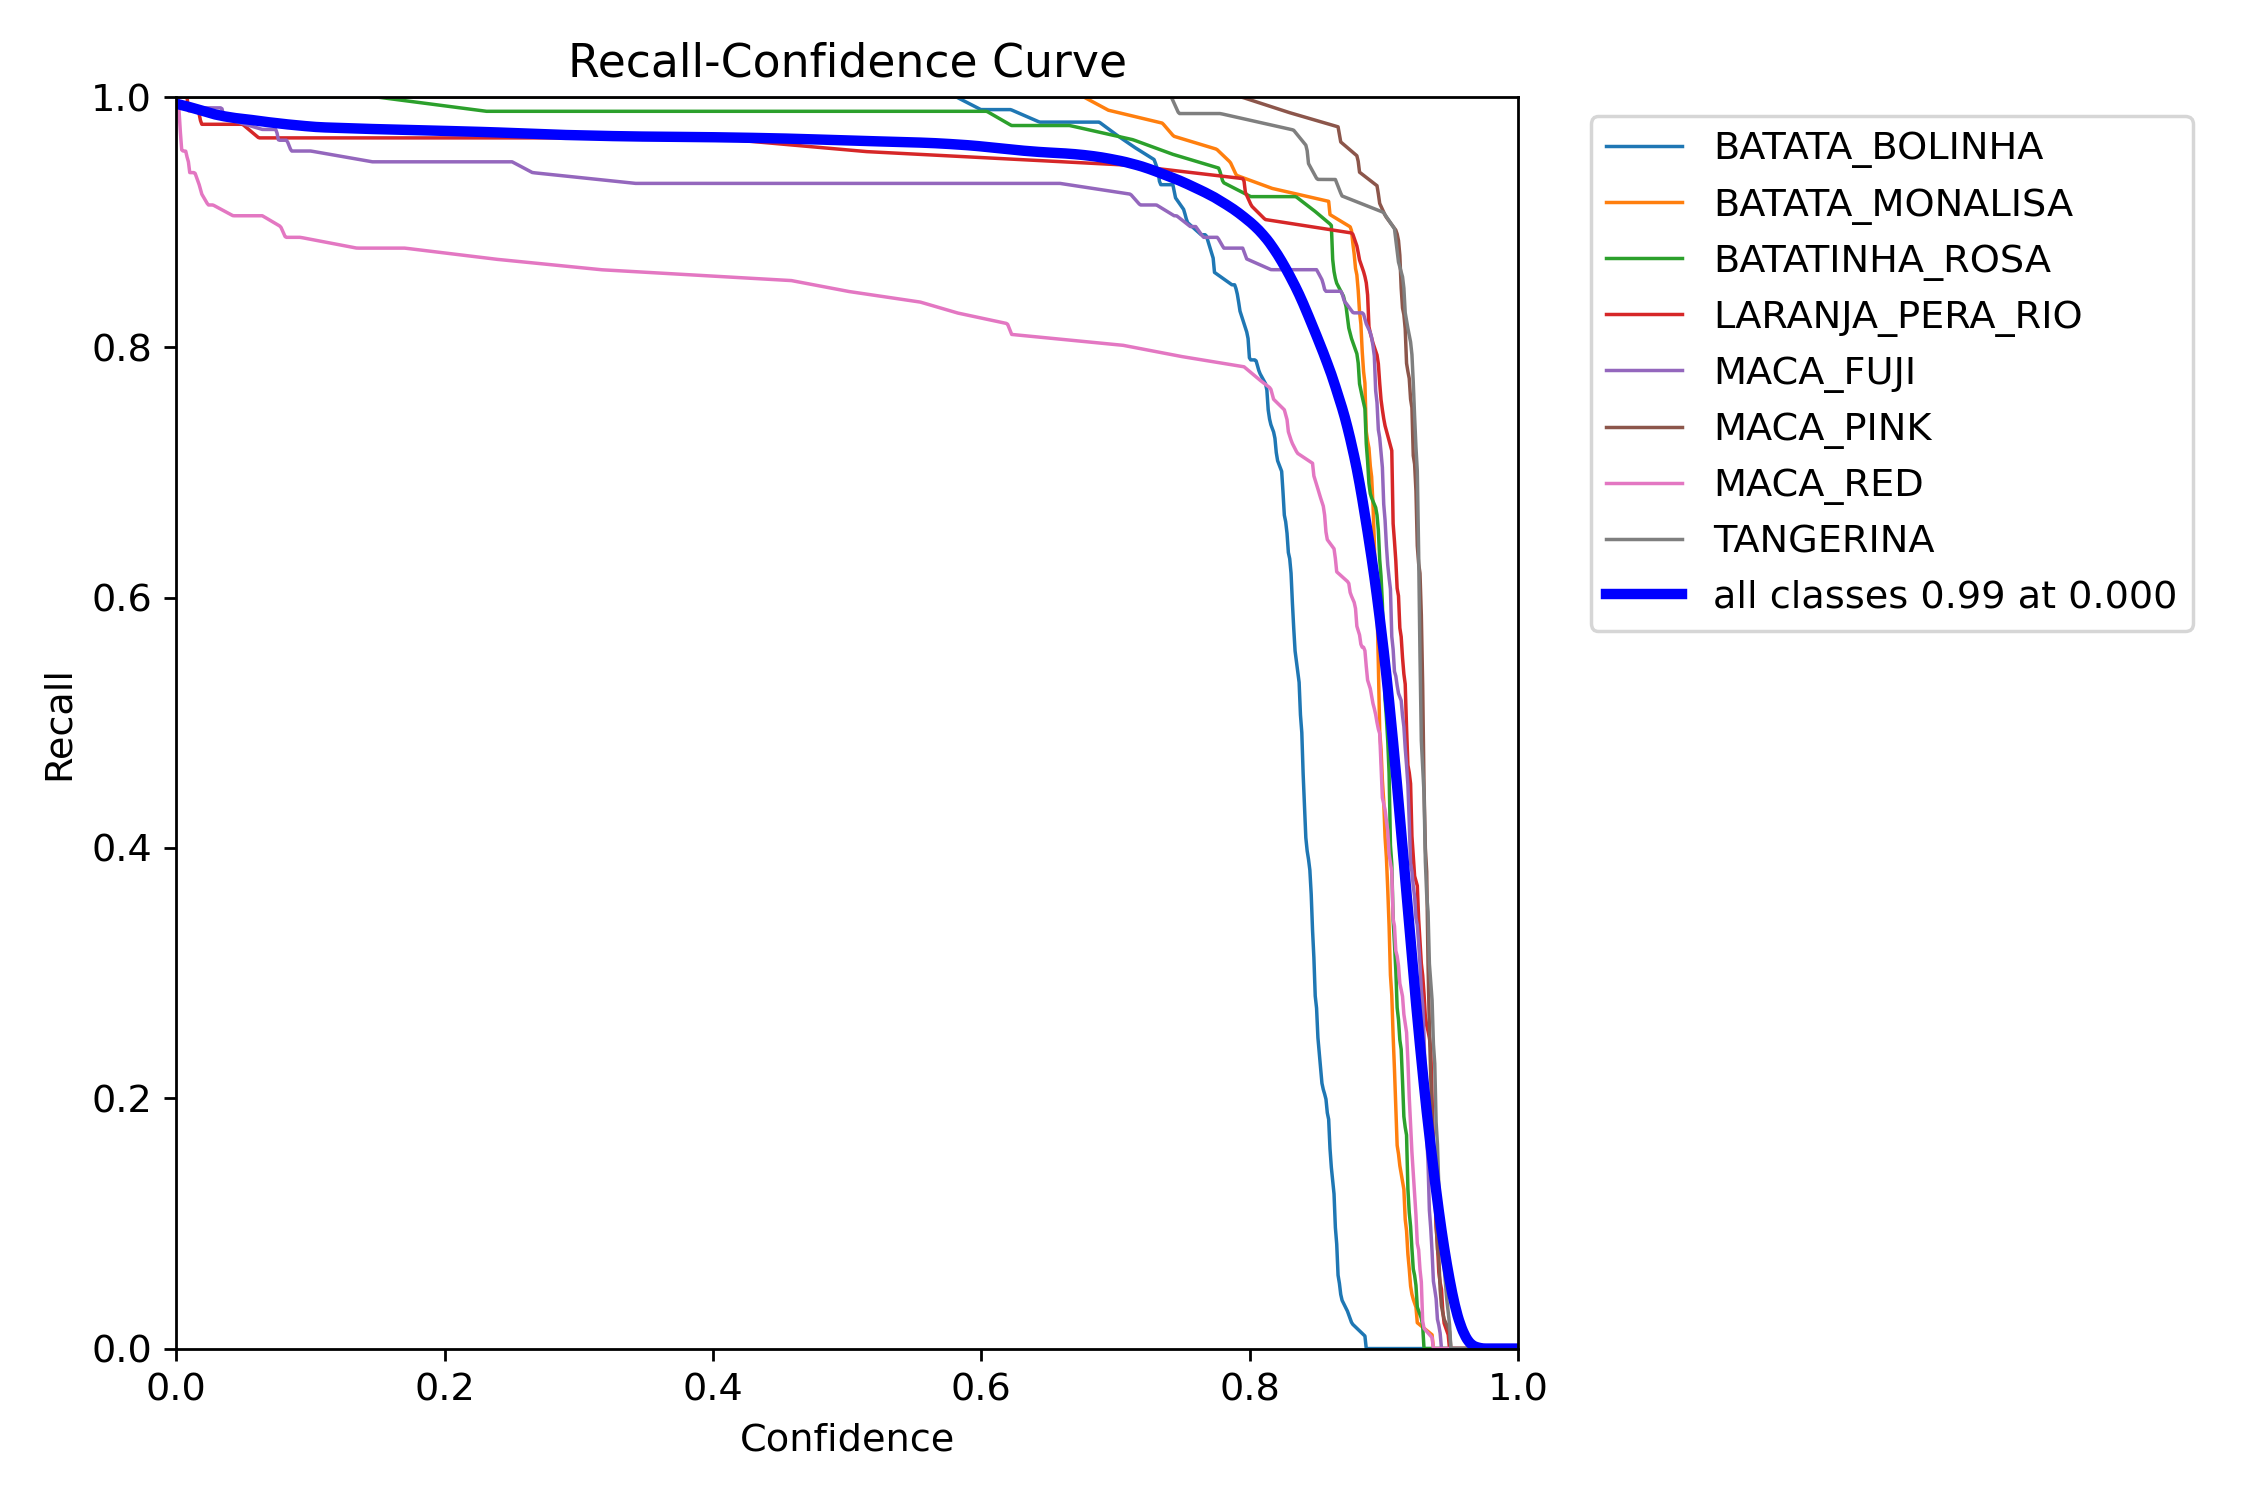 Recall-Confidence Curve
1.0
0.8
0.6
0.4
0.2
0.0
Recall
0.0 0.2 0.4 0.6 0.8 1.0
Confidence
BATATA_BOLINHA
BATATA_MONALISA
BATATINHA_ROSA
LARANJA_PERA_RIO
MACA_FUJI
MACA_PINK
MACA_RED
TANGERINA
all classes 0.99 at 0.000